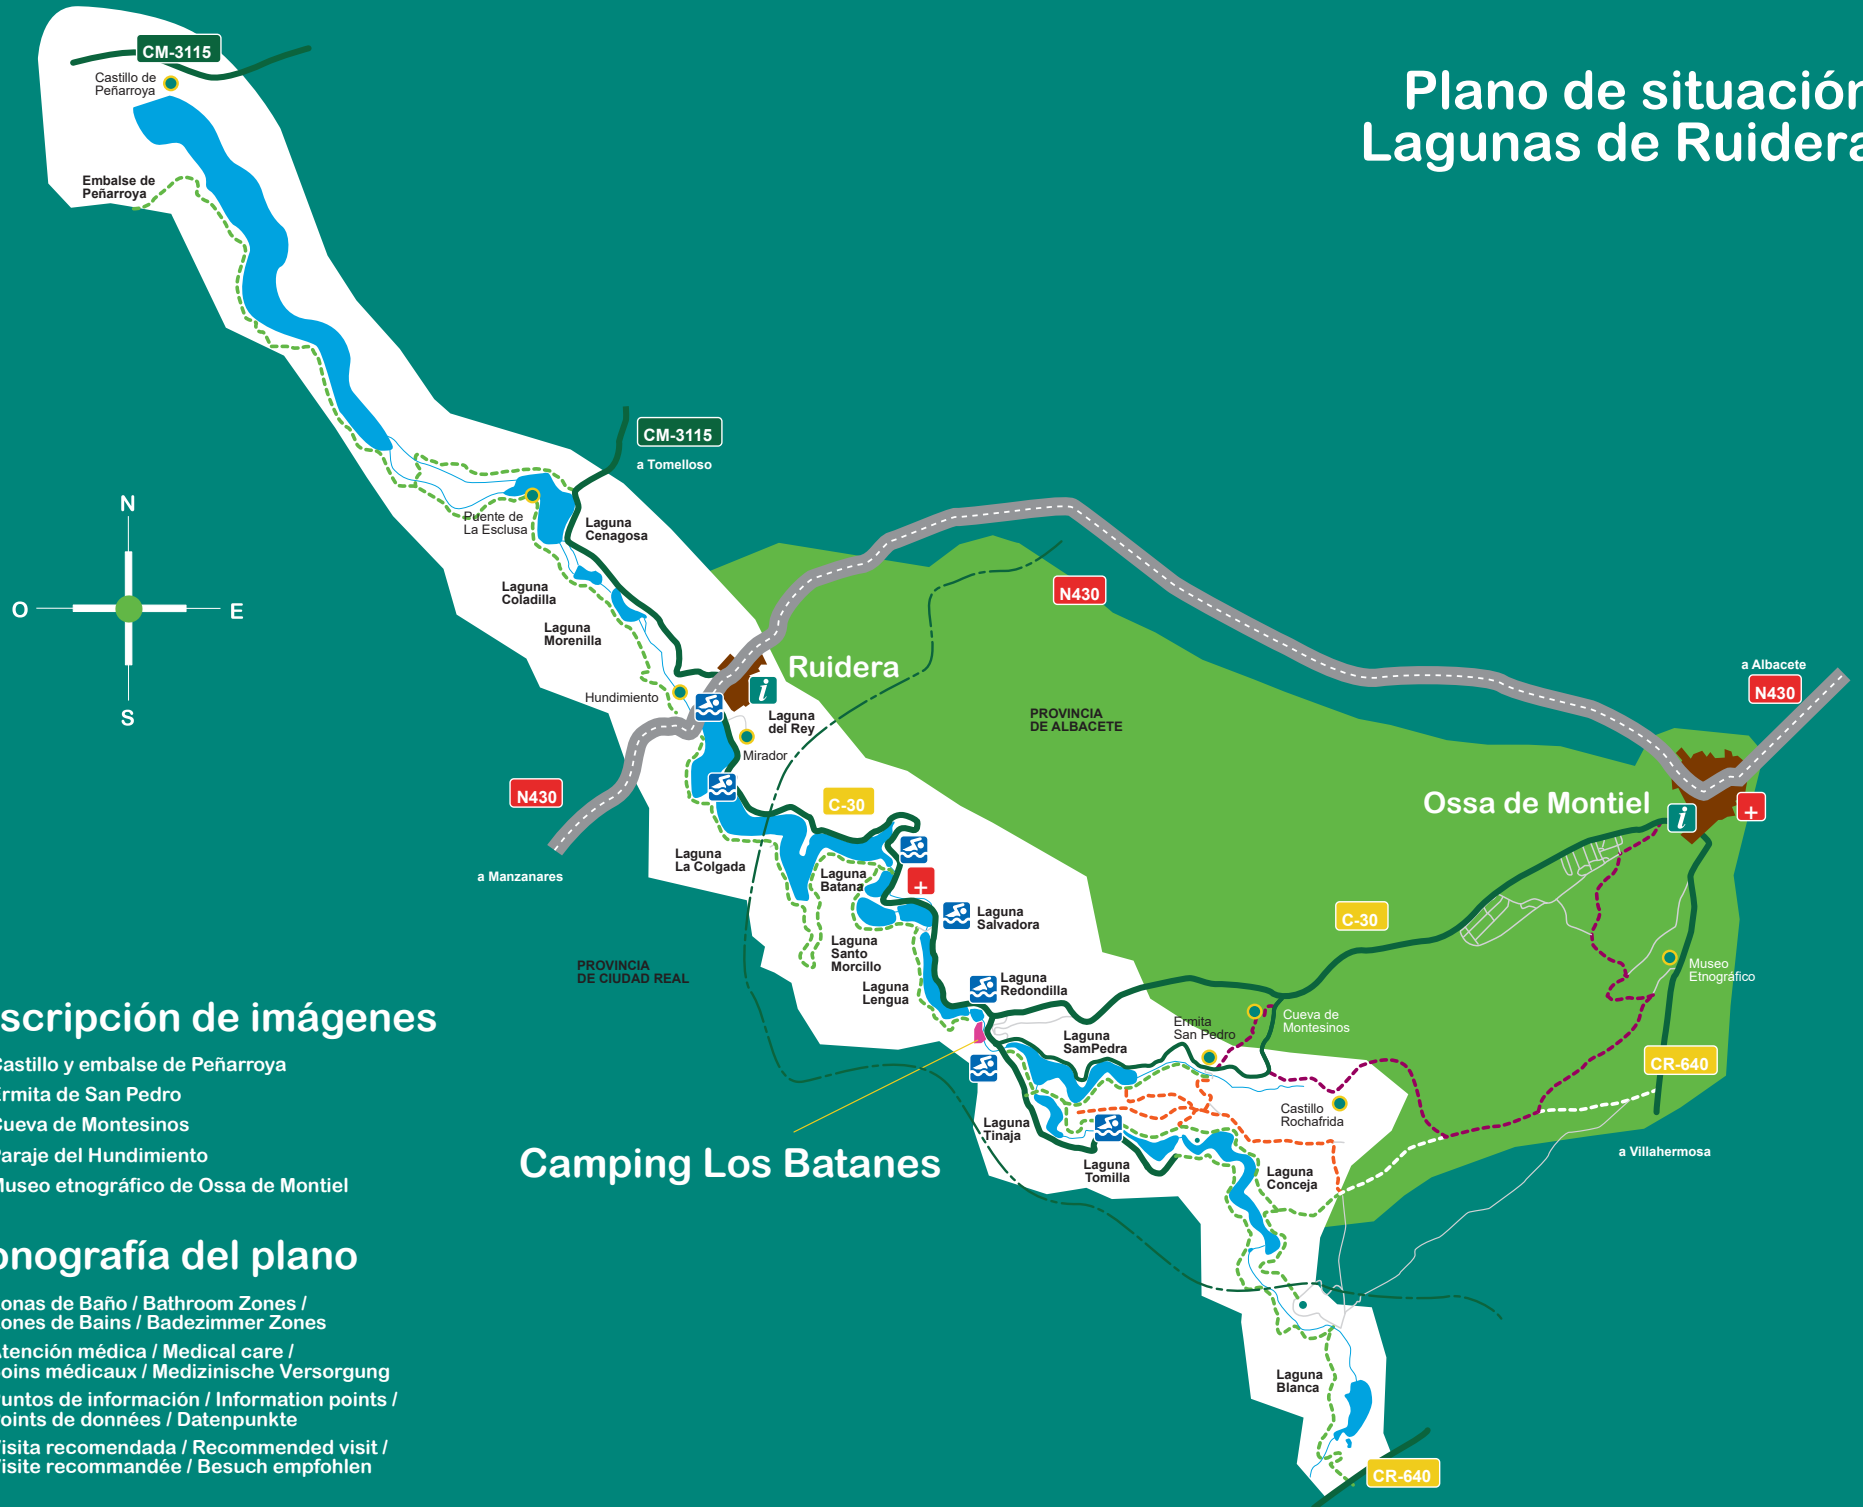 Plano de situación
Lagunas de Ruidera
CM-3115
Castillo de
Peñarroya
Embalse de
Peñarroya
CM-3115
a Tomelloso
N
O
E
S
Puente de
La Esclusa
Laguna
Cenagosa
Laguna
Coladilla
Laguna
Morenilla
Hundimiento
Ruidera
i
Laguna
del Rey
Mirador
N430
PROVINCIA
DE ALBACETE
a Albacete
N430
N430
a Manzanares
C-30
Ossa de Montiel
i
+
Laguna
La Colgada
Laguna
Batana
+
Laguna
Salvadora
C-30
Laguna
Santo
Morcillo
PROVINCIA
DE CIUDAD REAL
Laguna
Lengua
Laguna
Redondilla
Museo
Etnográfico
Ermita
San Pedro
Cueva de
Montesinos
Laguna
SamPedra
CR-640
Castillo
Rochafrida
Laguna
Tinaja
a Villahermosa
Camping Los Batanes
Laguna
Tomilla
Laguna
Conceja
Laguna
Blanca
CR-640
scripción de imágenes
Castillo y embalse de Peñarroya
Ermita de San Pedro
Cueva de Montesinos
Paraje del Hundimiento
Museo etnográfico de Ossa de Montiel
onografía del plano
onas de Baño / Bathroom Zones /
ones de Bains / Badezimmer Zones
Atención médica / Medical care /
oins médicaux / Medizinische Versorgung
untos de información / Information points /
oints de données / Datenpunkte
isita recomendada / Recommended visit /
isite recommandée / Besuch empfohlen